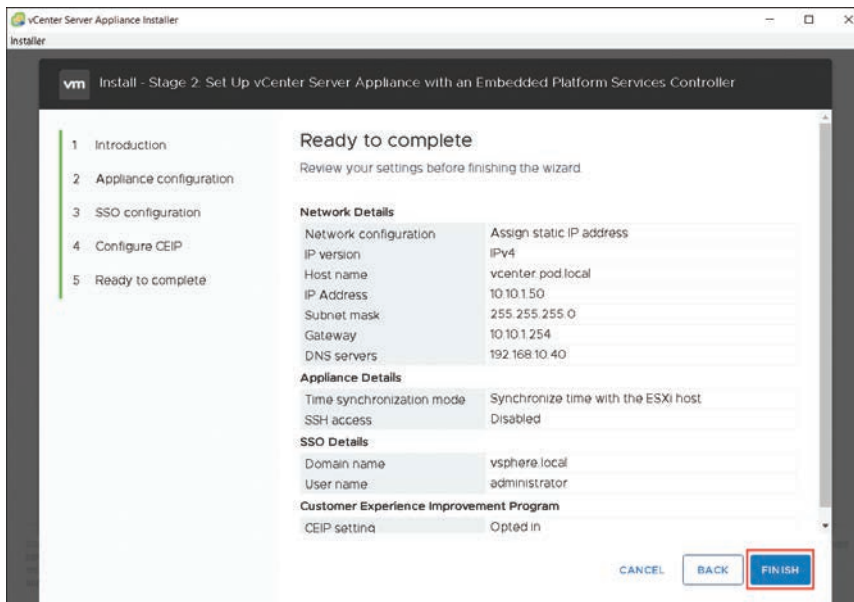 vCenter Server Appliance Installer
Installer
vm Install - Stage 2: Set Up vCenter Server Appliance with an Embedded Platform Services Controller
1 Introduction
2 Appliance configuration
3 SSO configuration
4 Configure CEIP
5 Ready to complete
Ready to complete
Review your settings before finishing the wizard.
Network Details
Network configuration Assign static IP address
IP version IPv4
Host name vcenter.pod.local
IP Address 10.10.1.50
Subnet mask 255.255.255.0
Gateway 10.10.1.254
DNS servers 192.168.10.40
Appliance Details
Time synchronization mode Synchronize time with the ESXi host
SSH access Disabled
SSO Details
Domain name vsphere.local
User name administrator
Customer Experience Improvement Program
CEIP setting Opted in
CANCEL BACK FINISH